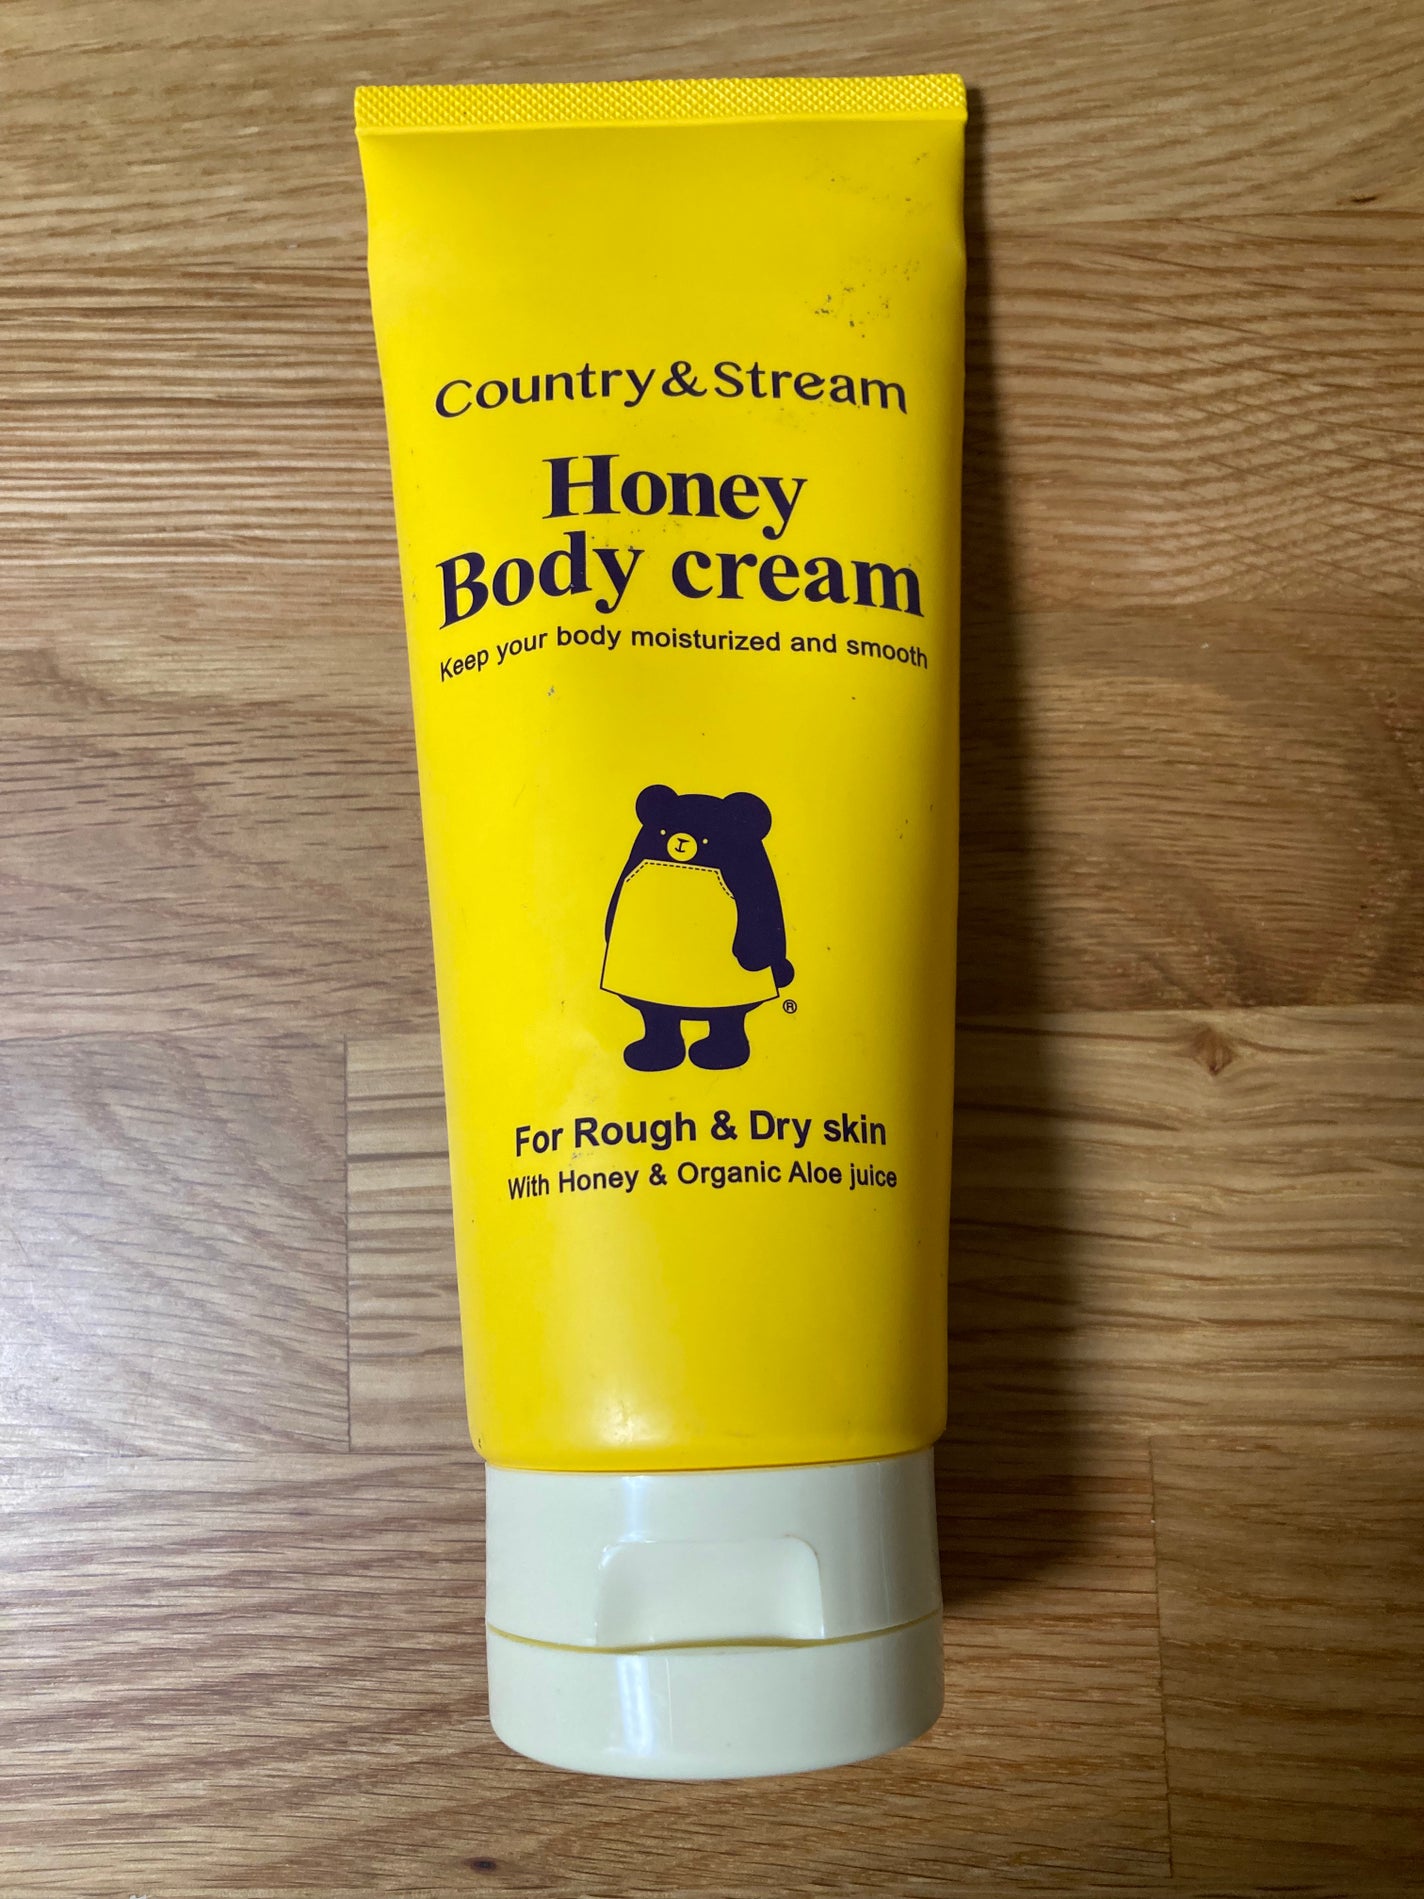 Country & Stream
Honey
Body cream
Keep your body moisturized and smooth
®
For Rough & Dry skin
With Honey & Organic Aloe juice